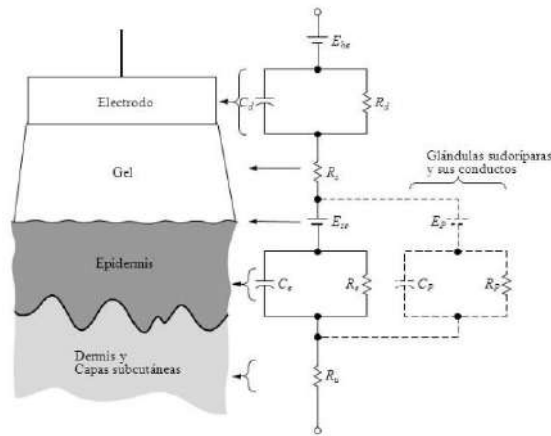 E_he
Electrodo
C_d
R_d
Glándulas sudoríparas
y sus conductos
Gel
R_s
E_se
E_P
Epidermis
C_e
R_e
C_P
R_P
Dermis y
Capas subcutáneas
R_u